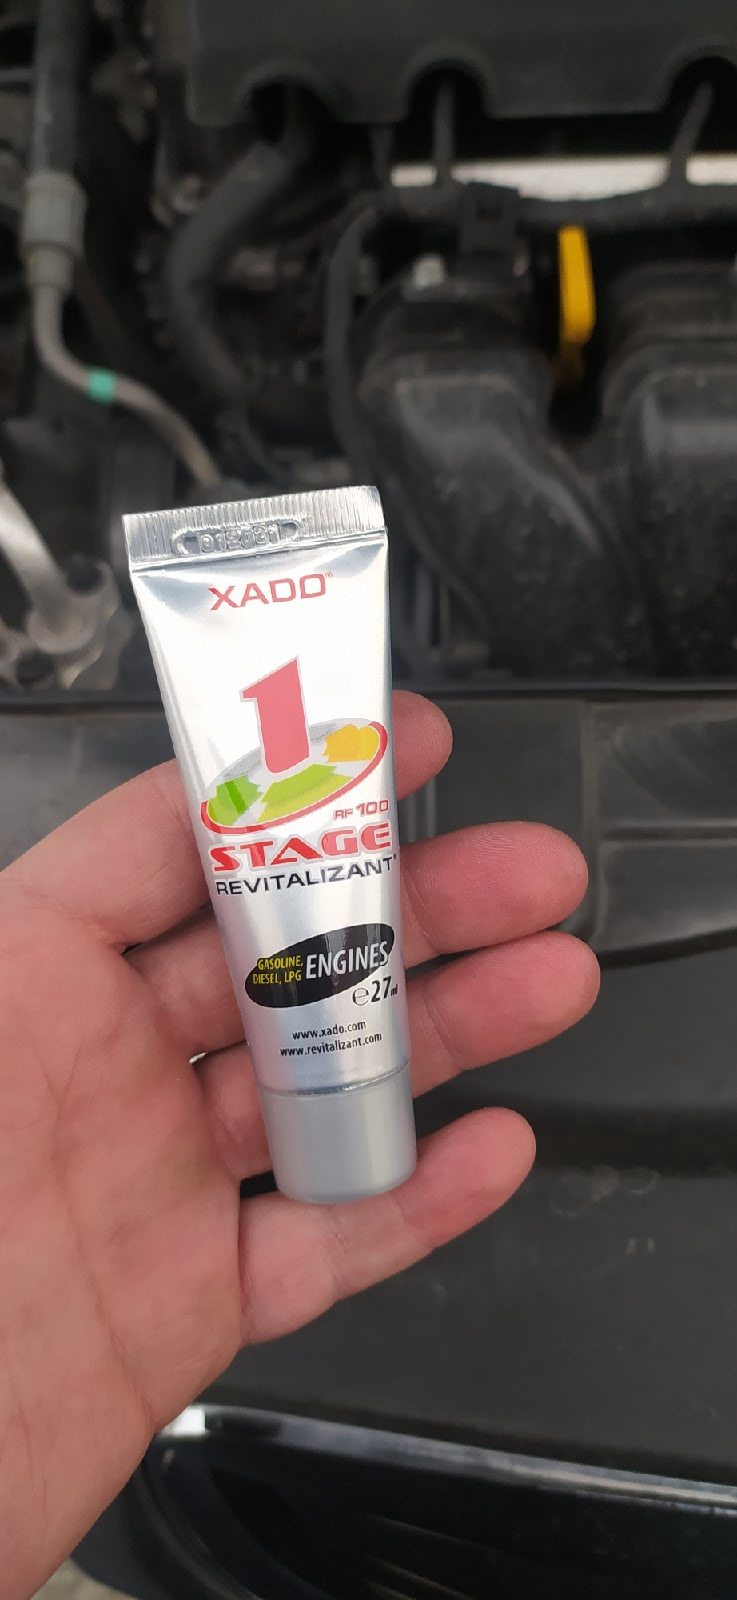 XADO®
1
RF 100
STAGE
REVITALIZANT®
GASOLINE,
DIESEL, LPG
ENGINES
℮27ml
www.xado.com
www.revitalizant.com